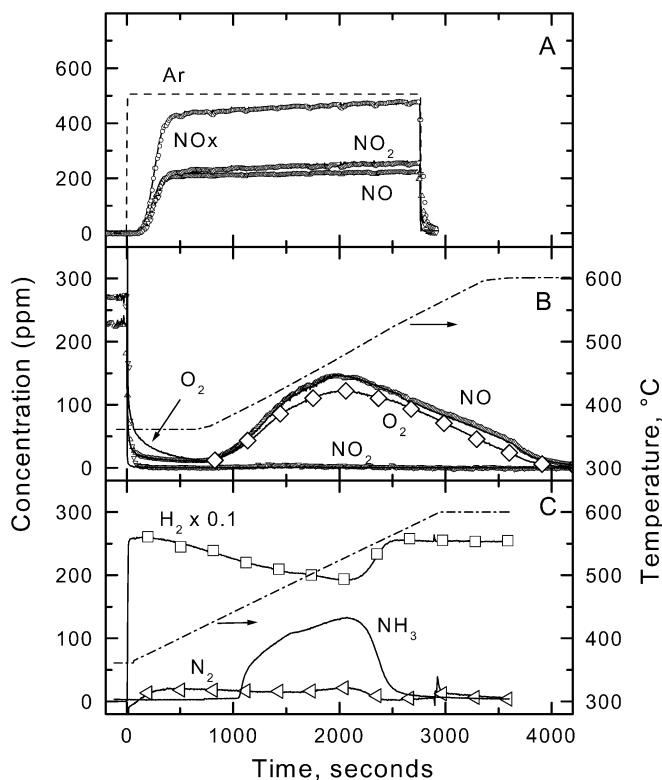 A
600
Ar
400
NOx
NO2
200
NO
0
300
600
B
200
500
O2
NO
100
400
O2
NO2
0
300
300
C
600
H2 x 0.1
200
500
NH3
100
400
N2
0
300
0 1000 2000 3000 4000
Time, seconds
Concentration (ppm)
Temperature, °C